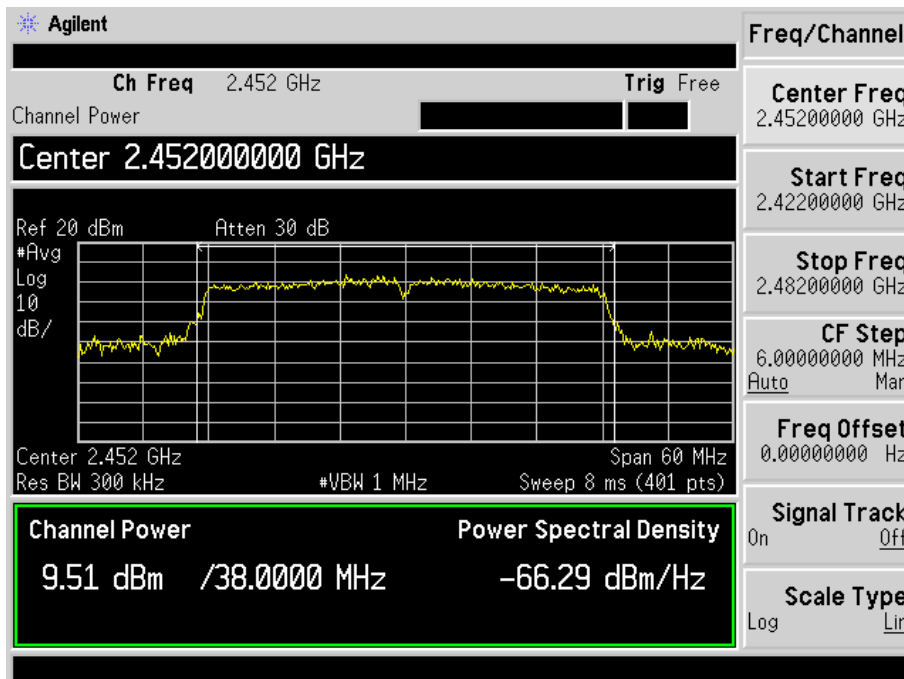 Agilent
Freq/Channel
Ch Freq 2.452 GHz Trig Free
Channel Power
Center 2.452000000 GHz
Ref 20 dBm Atten 30 dB
#Avg
Log
10
dB/
Center 2.452 GHz Span 60 MHz
Res BW 300 kHz #VBW 1 MHz Sweep 8 ms (401 pts)
Channel Power Power Spectral Density
9.51 dBm /38.0000 MHz -66.29 dBm/Hz
Center Freq
2.45200000 GHz
Start Freq
2.42200000 GHz
Stop Freq
2.48200000 GHz
CF Step
6.00000000 MHz
Auto Man
Freq Offset
0.00000000 Hz
Signal Track
On Off
Scale Type
Log Lin